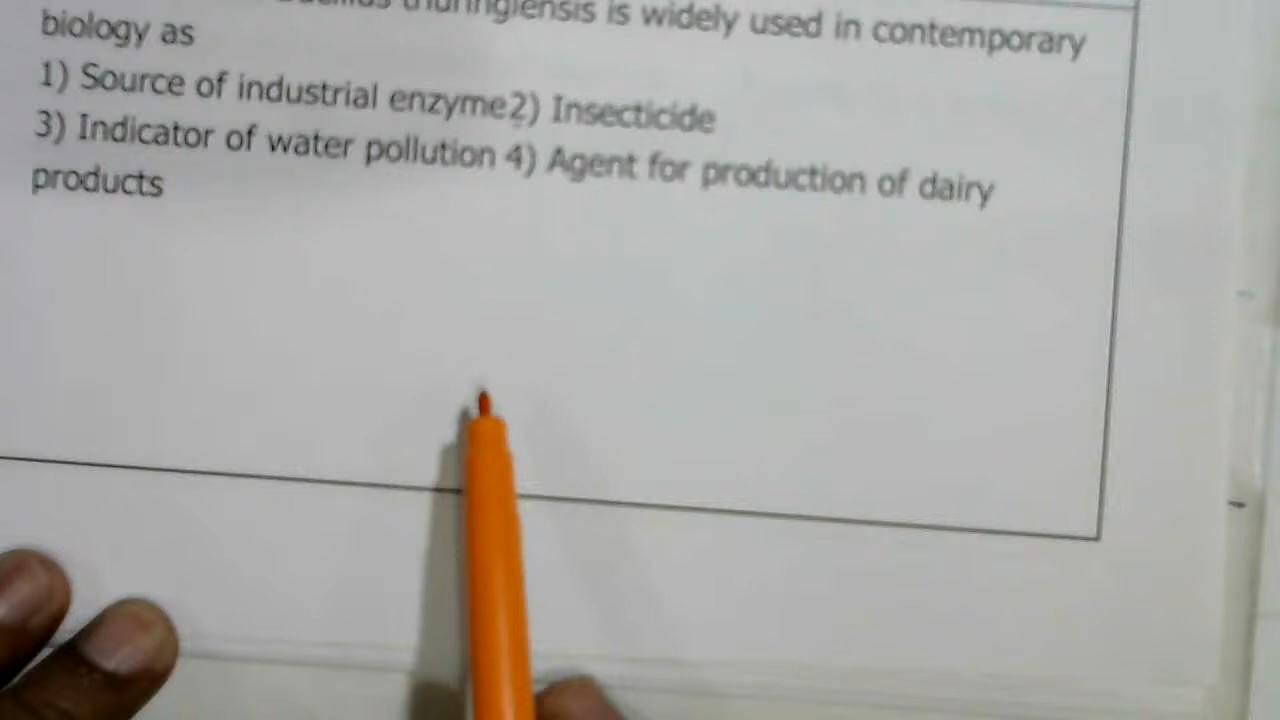 thuringiensis is widely used in contemporary
biology as
1) Source of industrial enzyme2) Insecticide
3) Indicator of water pollution 4) Agent for production of dairy
products